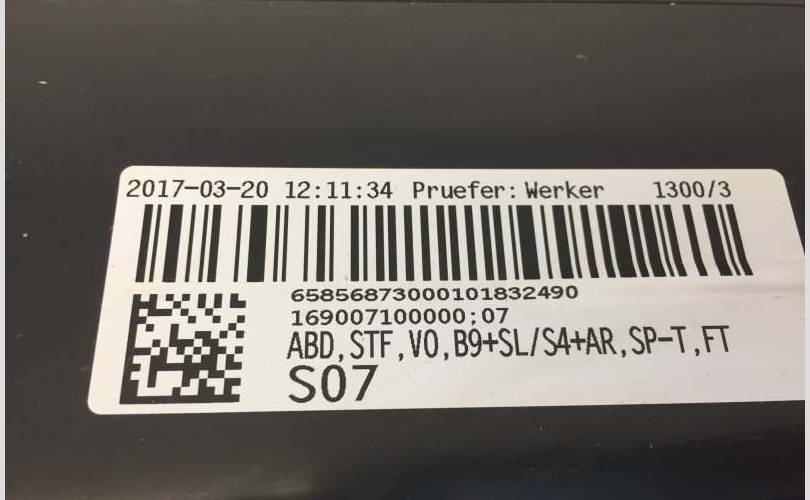 2017-03-20 12:11:34 Pruefer: Werker 1300/3
65856873000101832490
169007100000;07
ABD,STF,VO,B9+SL/S4+AR,SP-T,FT
S07